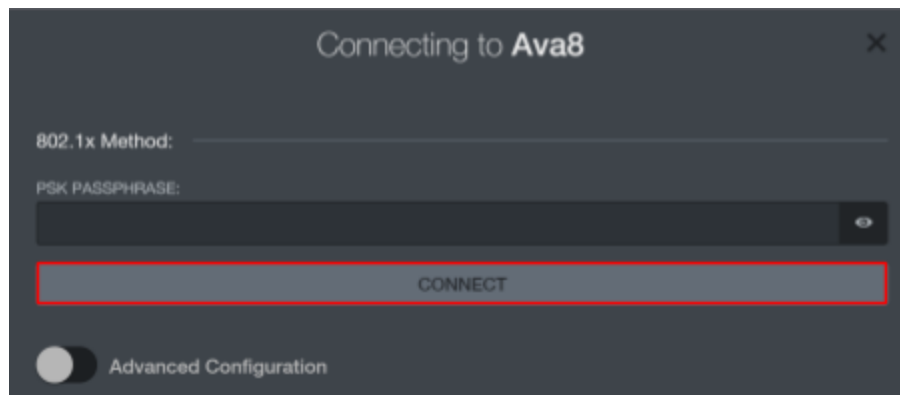 Connecting to Ava8
802.1x Method:
PSK PASSPHRASE:
CONNECT
Advanced Configuration